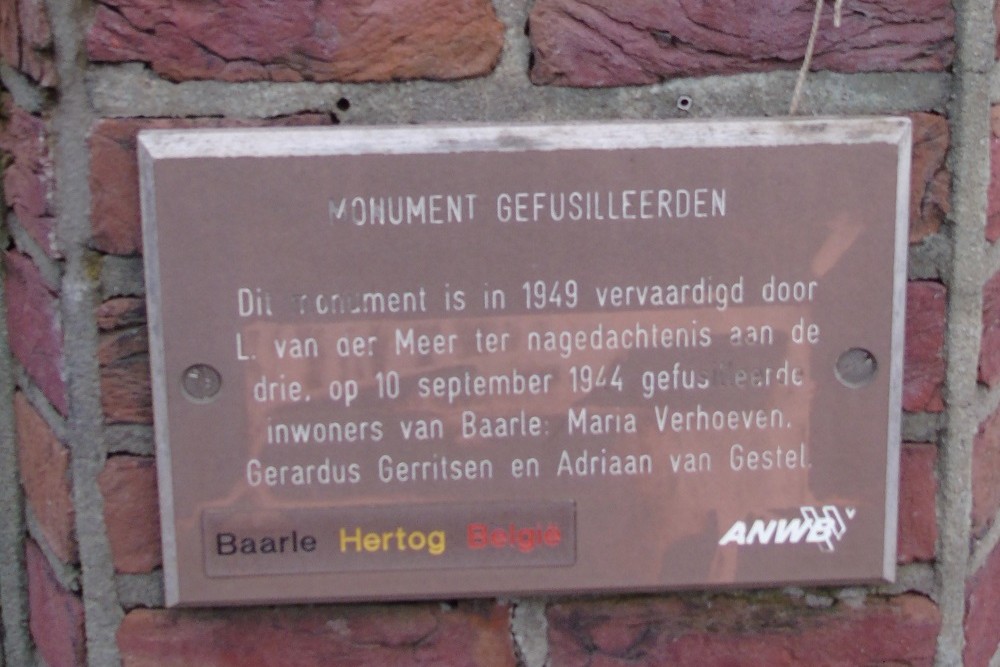 MONUMENT GEFUSILLEERDEN
Dit monument is in 1949 vervaardigd door
L. van der Meer ter nagedachtenis aan de
drie, op 10 september 1944 gefusilleerde
inwoners van Baarle: Maria Verhoeven,
Gerardus Gerritsen en Adriaan van Gestel.
Baarle Hertog België
ANWB